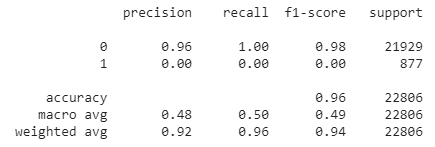 precision recall f1-score support
0 0.96 1.00 0.98 21929
1 0.00 0.00 0.00 877
accuracy 0.96 22806
macro avg 0.48 0.50 0.49 22806
weighted avg 0.92 0.96 0.94 22806